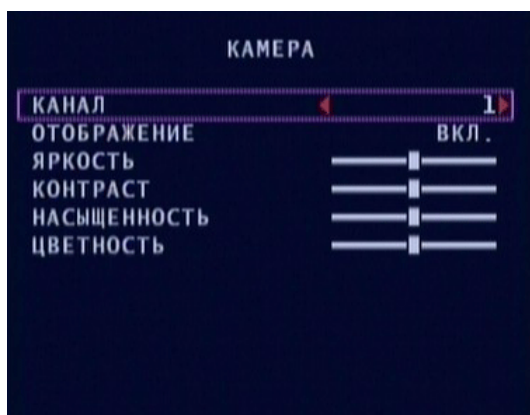 КАМЕРА
КАНАЛ 1
ОТОБРАЖЕНИЕ ВКЛ.
ЯРКОСТЬ
КОНТРАСТ
НАСЫЩЕННОСТЬ
ЦВЕТНОСТЬ